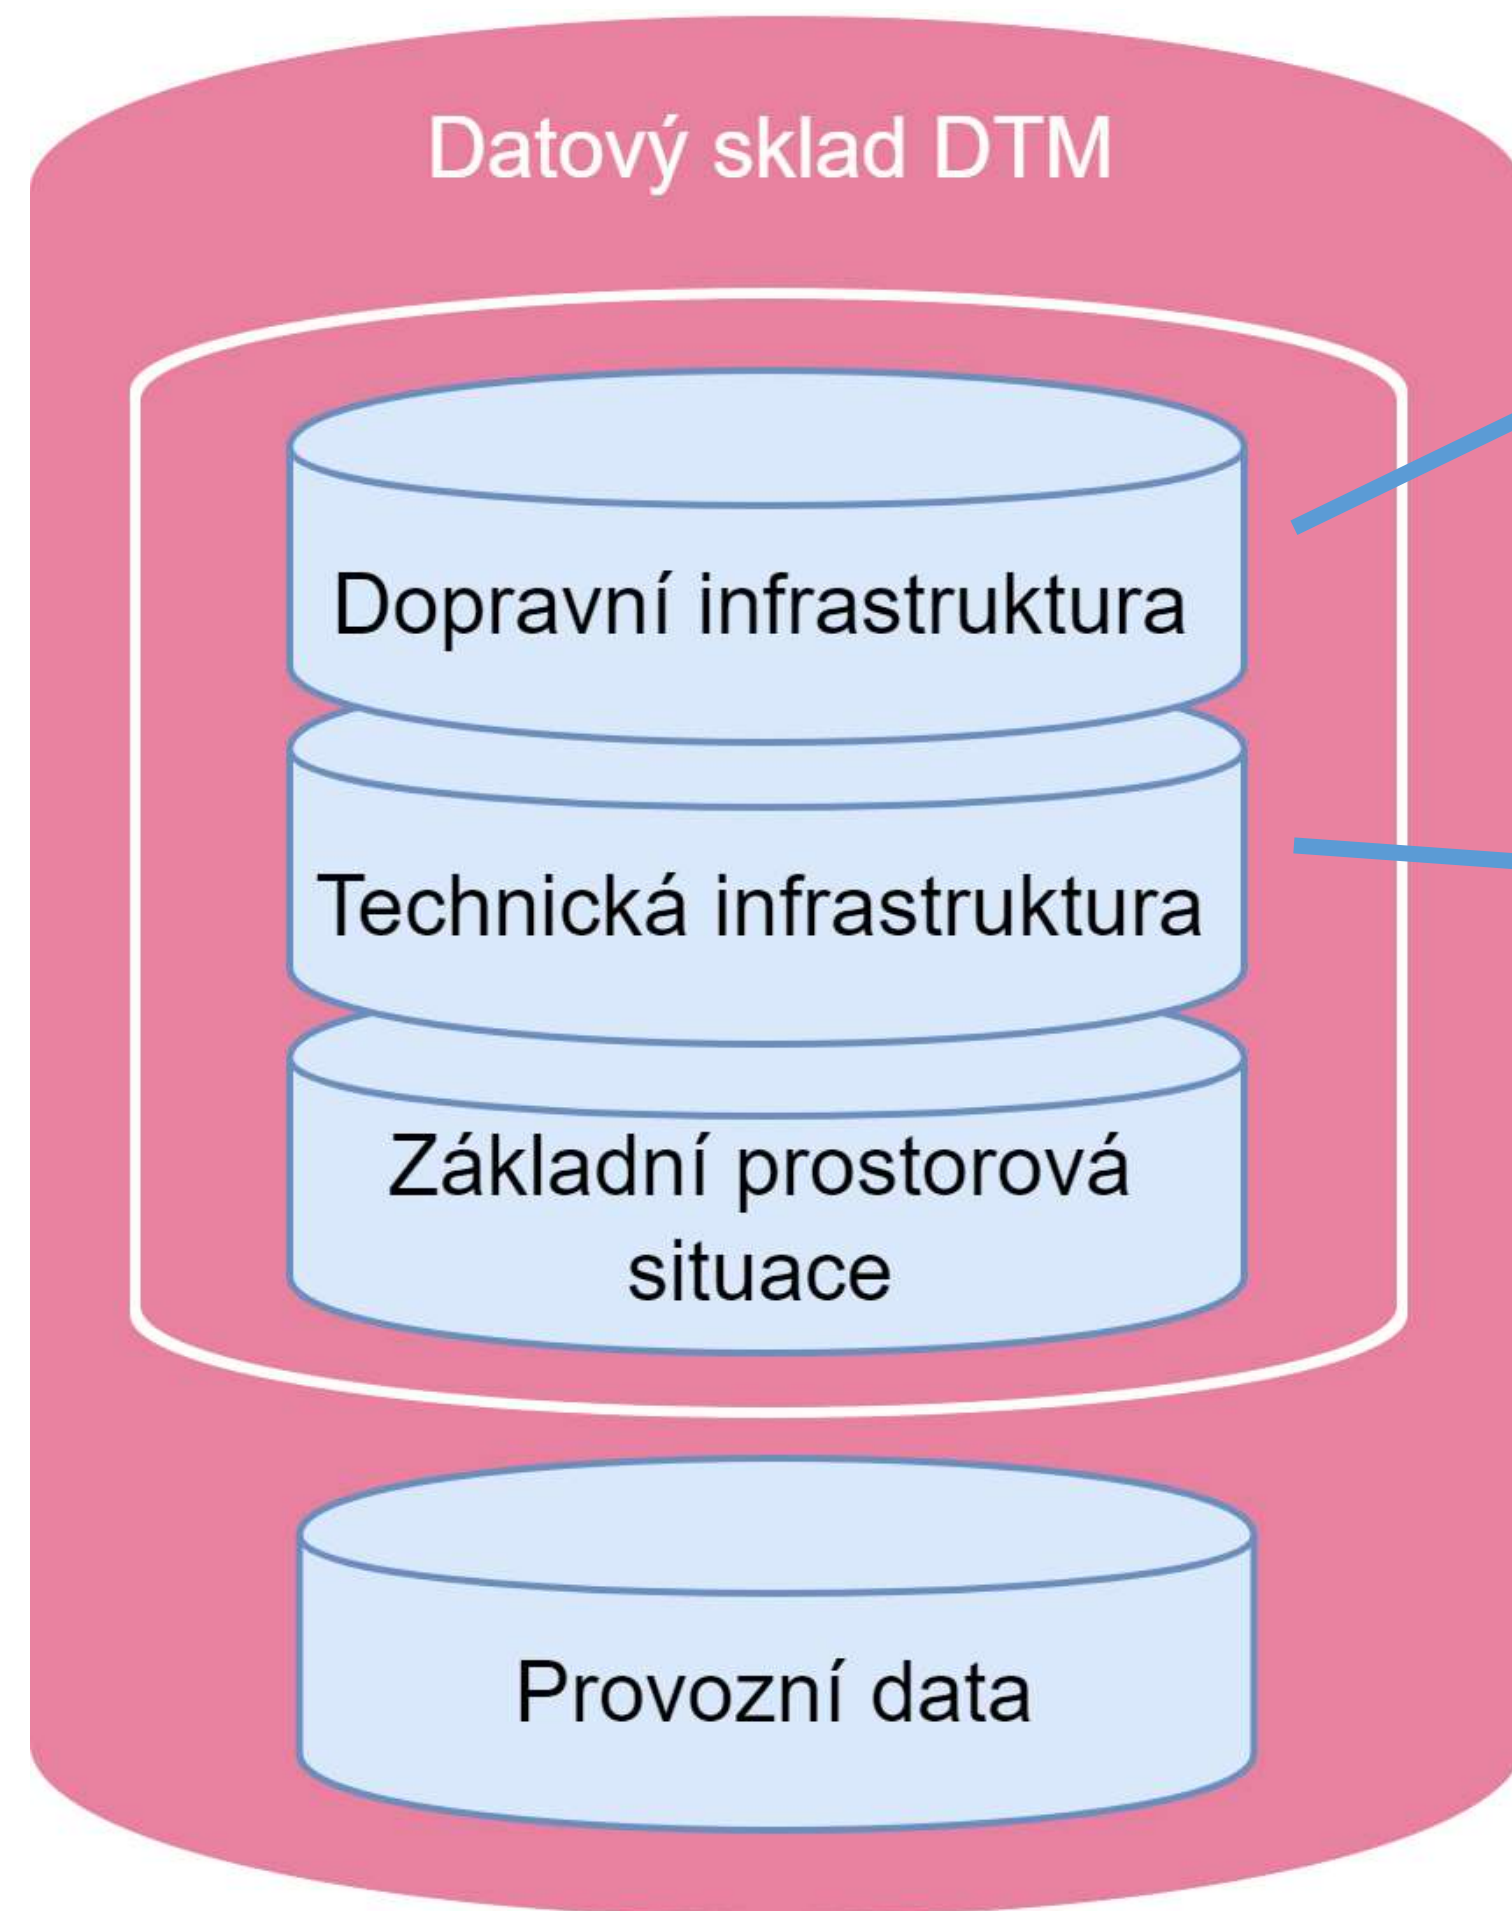 Datový sklad DTM
Dopravní infrastruktura
Technická infrastruktura
Základní prostorová
situace
Provozní data